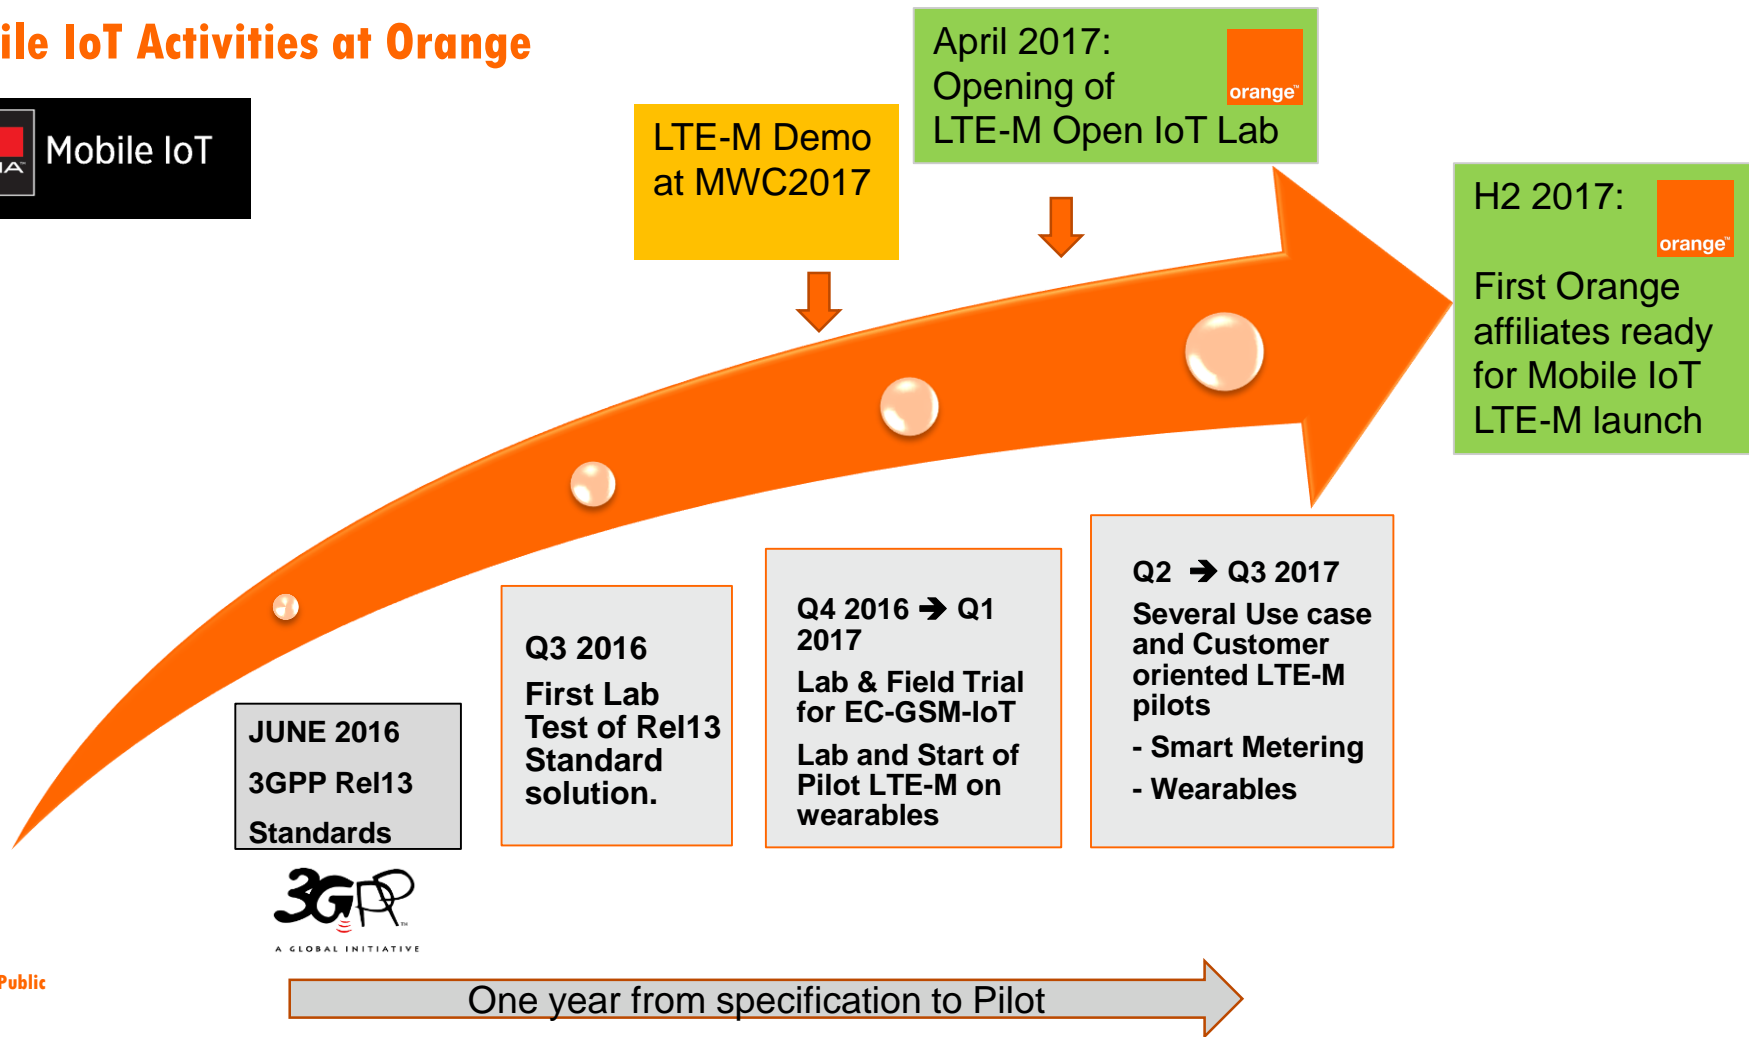 ile IoT Activities at Orange
Mobile IoT
LTE-M Demo
at MWC2017
April 2017:
Opening of
LTE-M Open IoT Lab
orange™
H2 2017:
orange™
First Orange
affiliates ready
for Mobile IoT
LTE-M launch
JUNE 2016
3GPP Rel13
Standards
Q3 2016
First Lab
Test of Rel13
Standard
solution.
Q4 2016 ➔ Q1
2017
Lab & Field Trial
for EC-GSM-IoT
Lab and Start of
Pilot LTE-M on
wearables
Q2 ➔ Q3 2017
Several Use case
and Customer
oriented LTE-M
pilots
- Smart Metering
- Wearables
3GPP™
A GLOBAL INITIATIVE
Public
One year from specification to Pilot